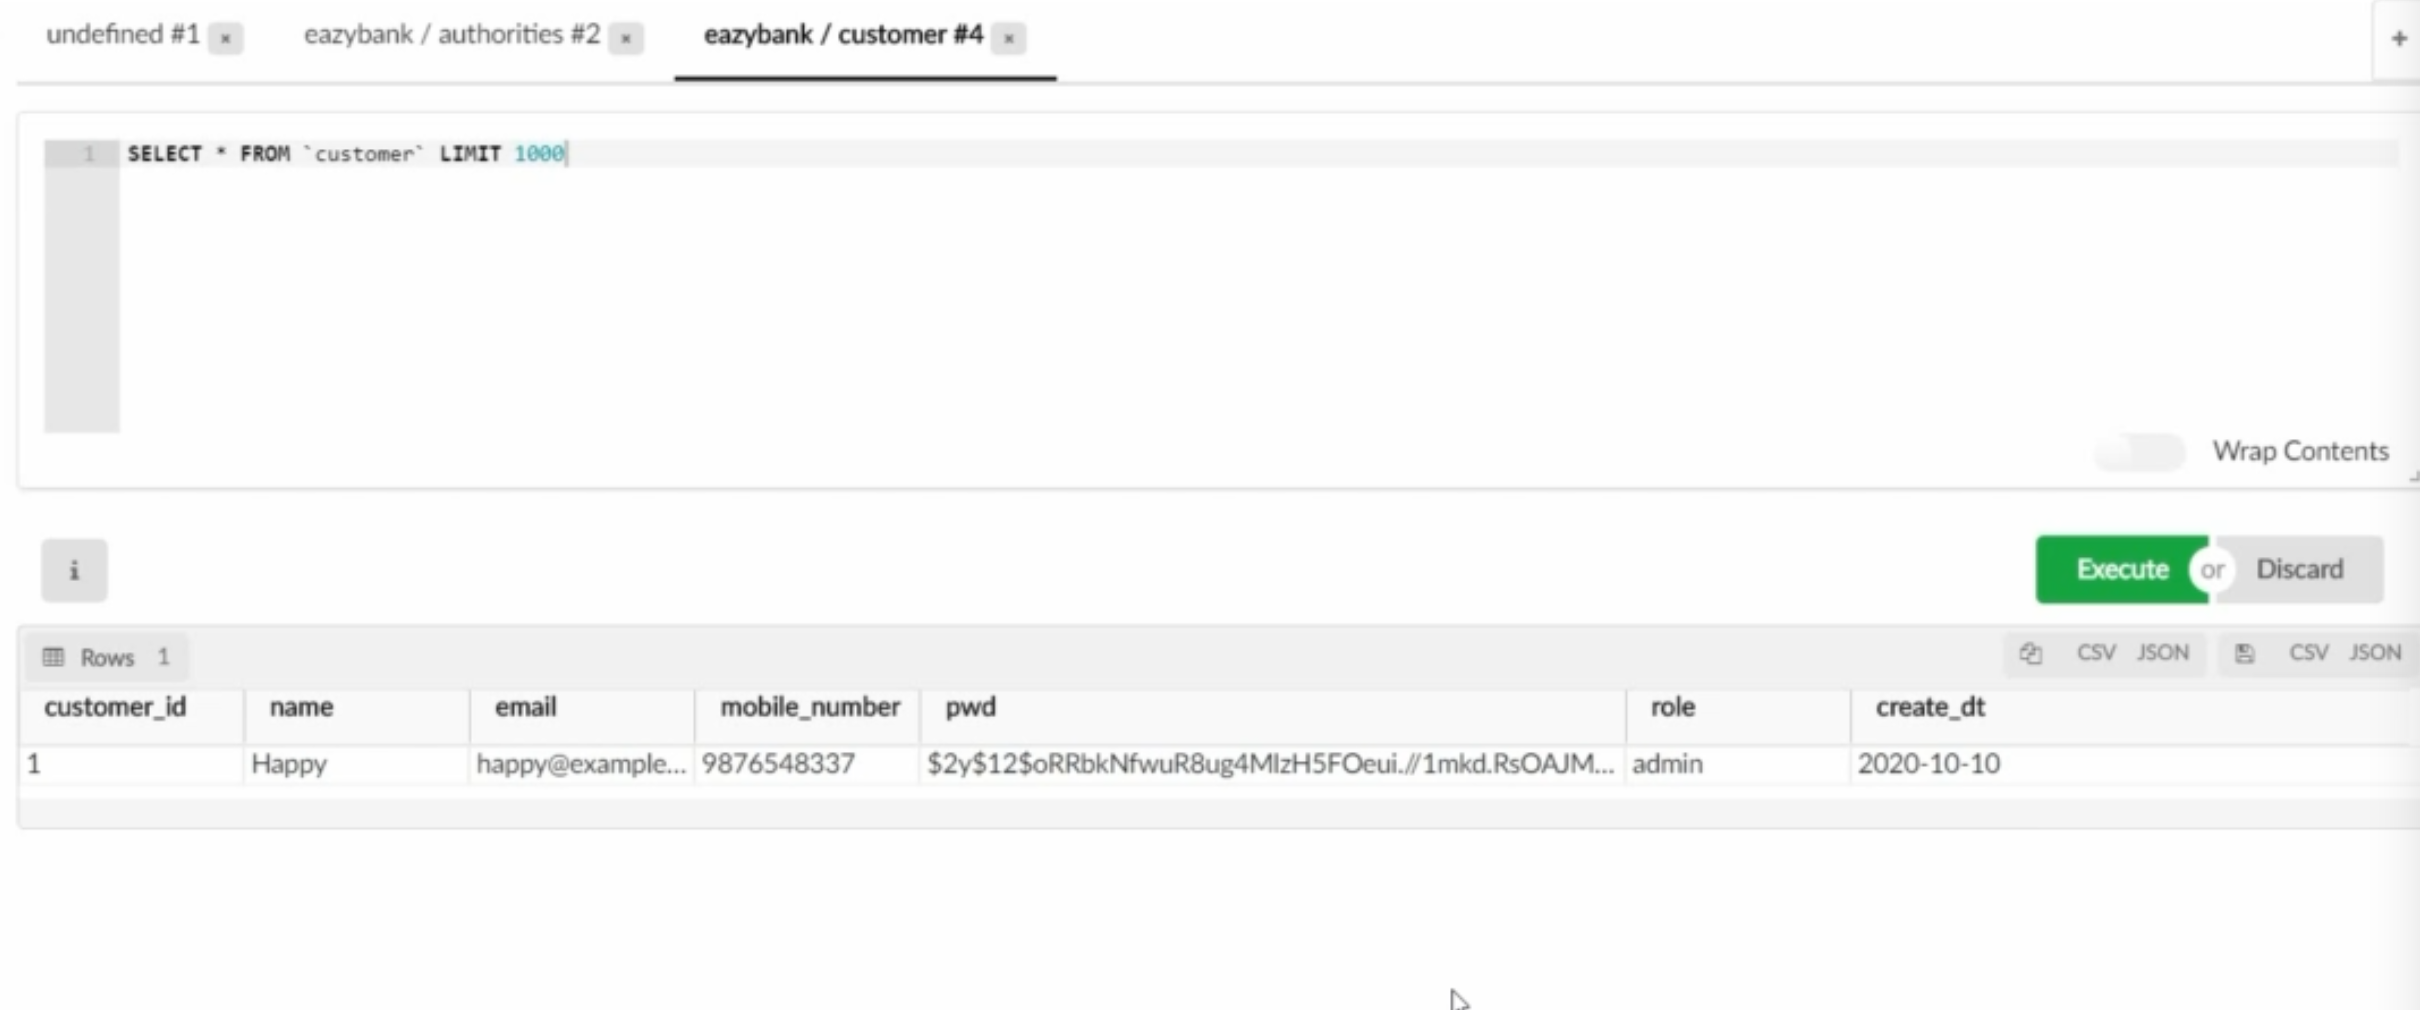 undefined #1 × eazybank / authorities #2 × eazybank / customer #4 × +
1 SELECT * FROM `customer` LIMIT 1000
Wrap Contents
i Execute or Discard
Rows 1 CSV JSON CSV JSON
customer_id name email mobile_number pwd role create_dt
1 Happy happy@example... 9876548337 $2y$12$oRRbkNfwuR8ug4MlzH5FOeui.//1mkd.RsOAJM... admin 2020-10-10